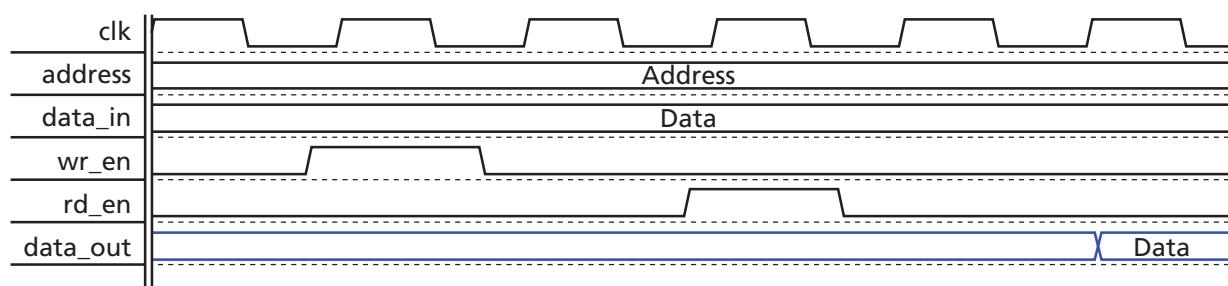 clk
address
Address
data_in
Data
wr_en
rd_en
data_out
Data